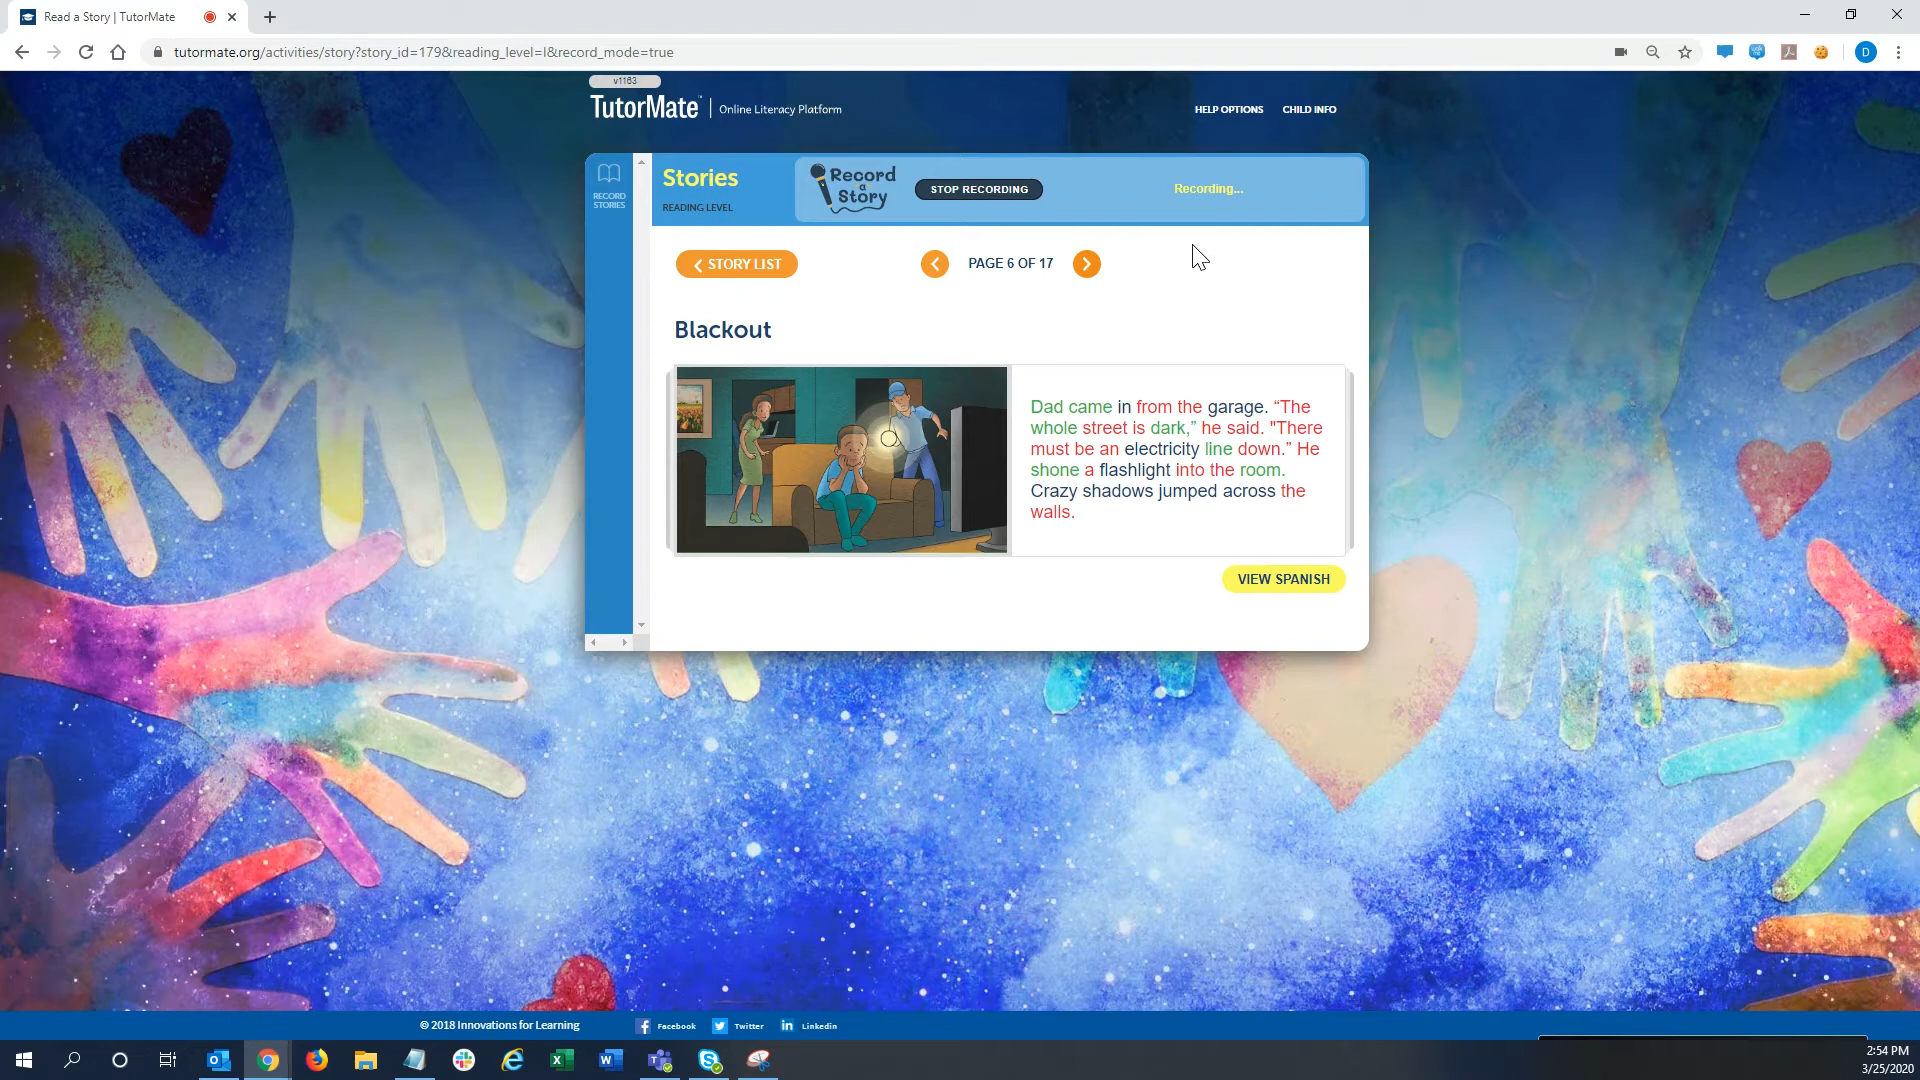 Read a Story | TutorMate
tutormate.org/activities/story?story_id=179&reading_level=I&record_mode=true
D
v1163
TutorMate™ | Online Literacy Platform
HELP OPTIONS
CHILD INFO
RECORD
STORIES
Stories
READING LEVEL
Record
a
Story
STOP RECORDING
Recording...
STORY LIST
PAGE 6 OF 17
Blackout
Dad came in from the garage. “The
whole street is dark,” he said. "There
must be an electricity line down.” He
shone a flashlight into the room.
Crazy shadows jumped across the
walls.
VIEW SPANISH
© 2018 Innovations for Learning
Facebook
Twitter
Linkedin
2:54 PM
3/25/2020